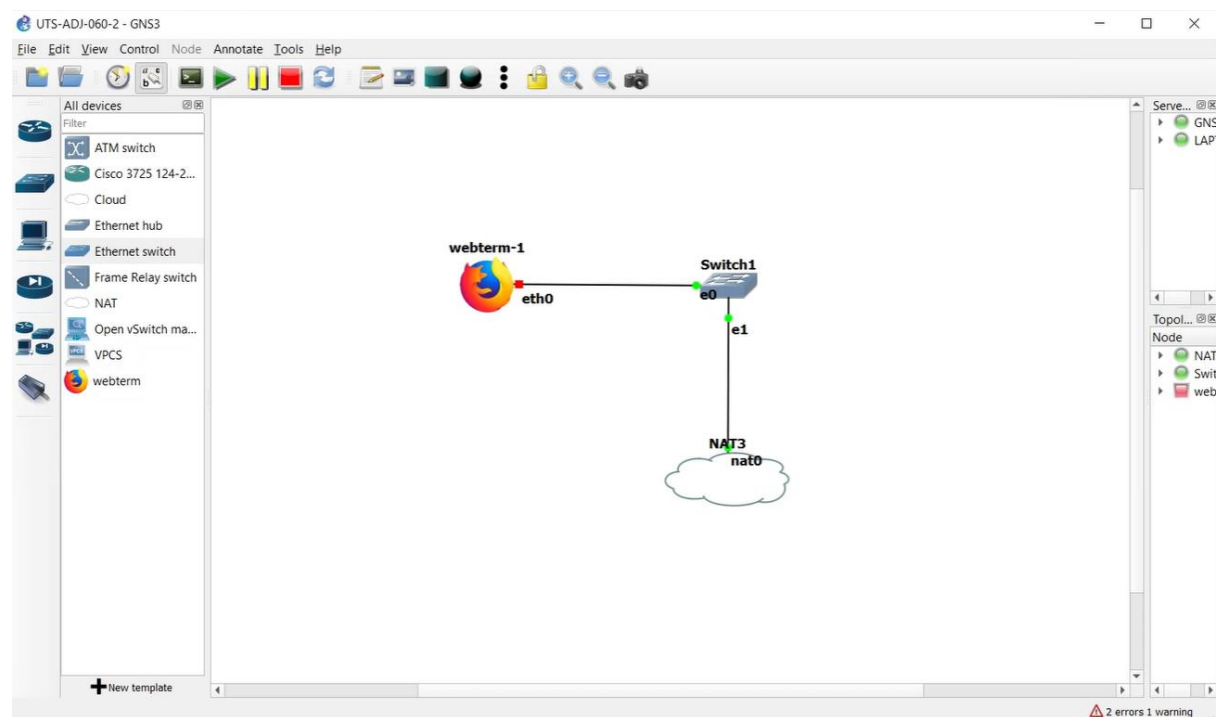 UTS-ADJ-060-2 - GNS3
File Edit View Control Node Annotate Tools Help
All devices
Filter
ATM switch
Cisco 3725 124-2...
Cloud
Ethernet hub
Ethernet switch
Frame Relay switch
NAT
Open vSwitch ma...
VPCS
webterm
New template
webterm-1
eth0
Switch1
e0
e1
NAT3
nat0
Serve...
GNS
LAPT
Topol...
Node
NAT
Swit
web
2 errors 1 warning